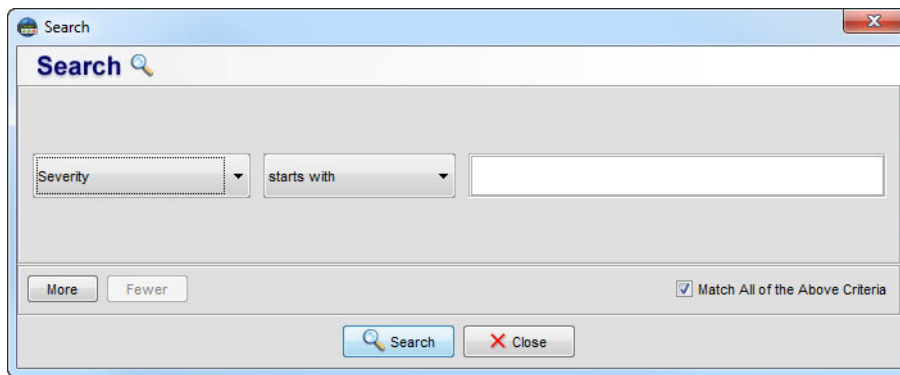 Search
Search
Severity starts with
More Fewer Match All of the Above Criteria
Search Close